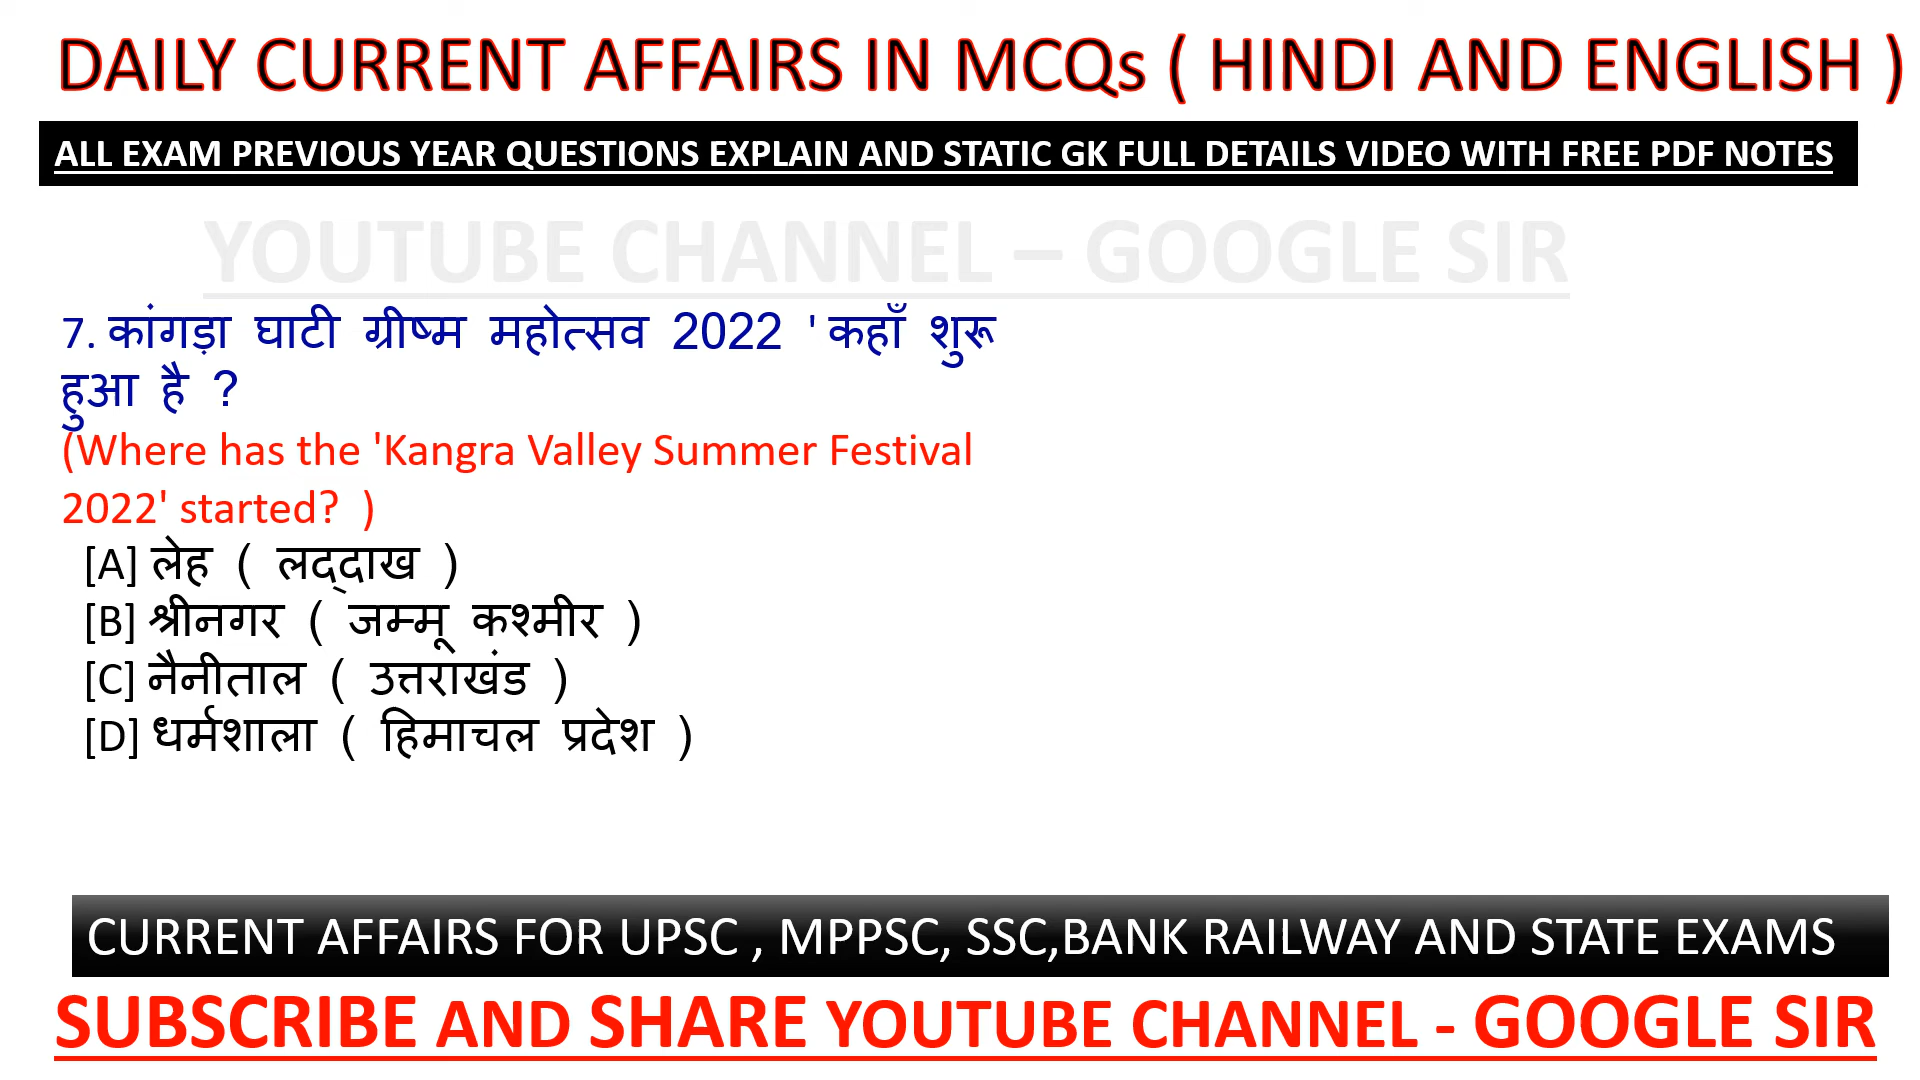 DAILY CURRENT AFFAIRS IN MCQs ( HINDI AND ENGLISH )
ALL EXAM PREVIOUS YEAR QUESTIONS EXPLAIN AND STATIC GK FULL DETAILS VIDEO WITH FREE PDF NOTES
YOUTUBE CHANNEL – GOOGLE SIR
7. कांगड़ा घाटी ग्रीष्म महोत्सव 2022 ' कहाँ शुरू
हुआ है ?
(Where has the 'Kangra Valley Summer Festival
2022' started? )
[A] लेह ( लद्दाख )
[B] श्रीनगर ( जम्मू कश्मीर )
[C] नैनीताल ( उत्तराखंड )
[D] धर्मशाला ( हिमाचल प्रदेश )
CURRENT AFFAIRS FOR UPSC , MPPSC, SSC,BANK RAILWAY AND STATE EXAMS
SUBSCRIBE AND SHARE YOUTUBE CHANNEL - GOOGLE SIR